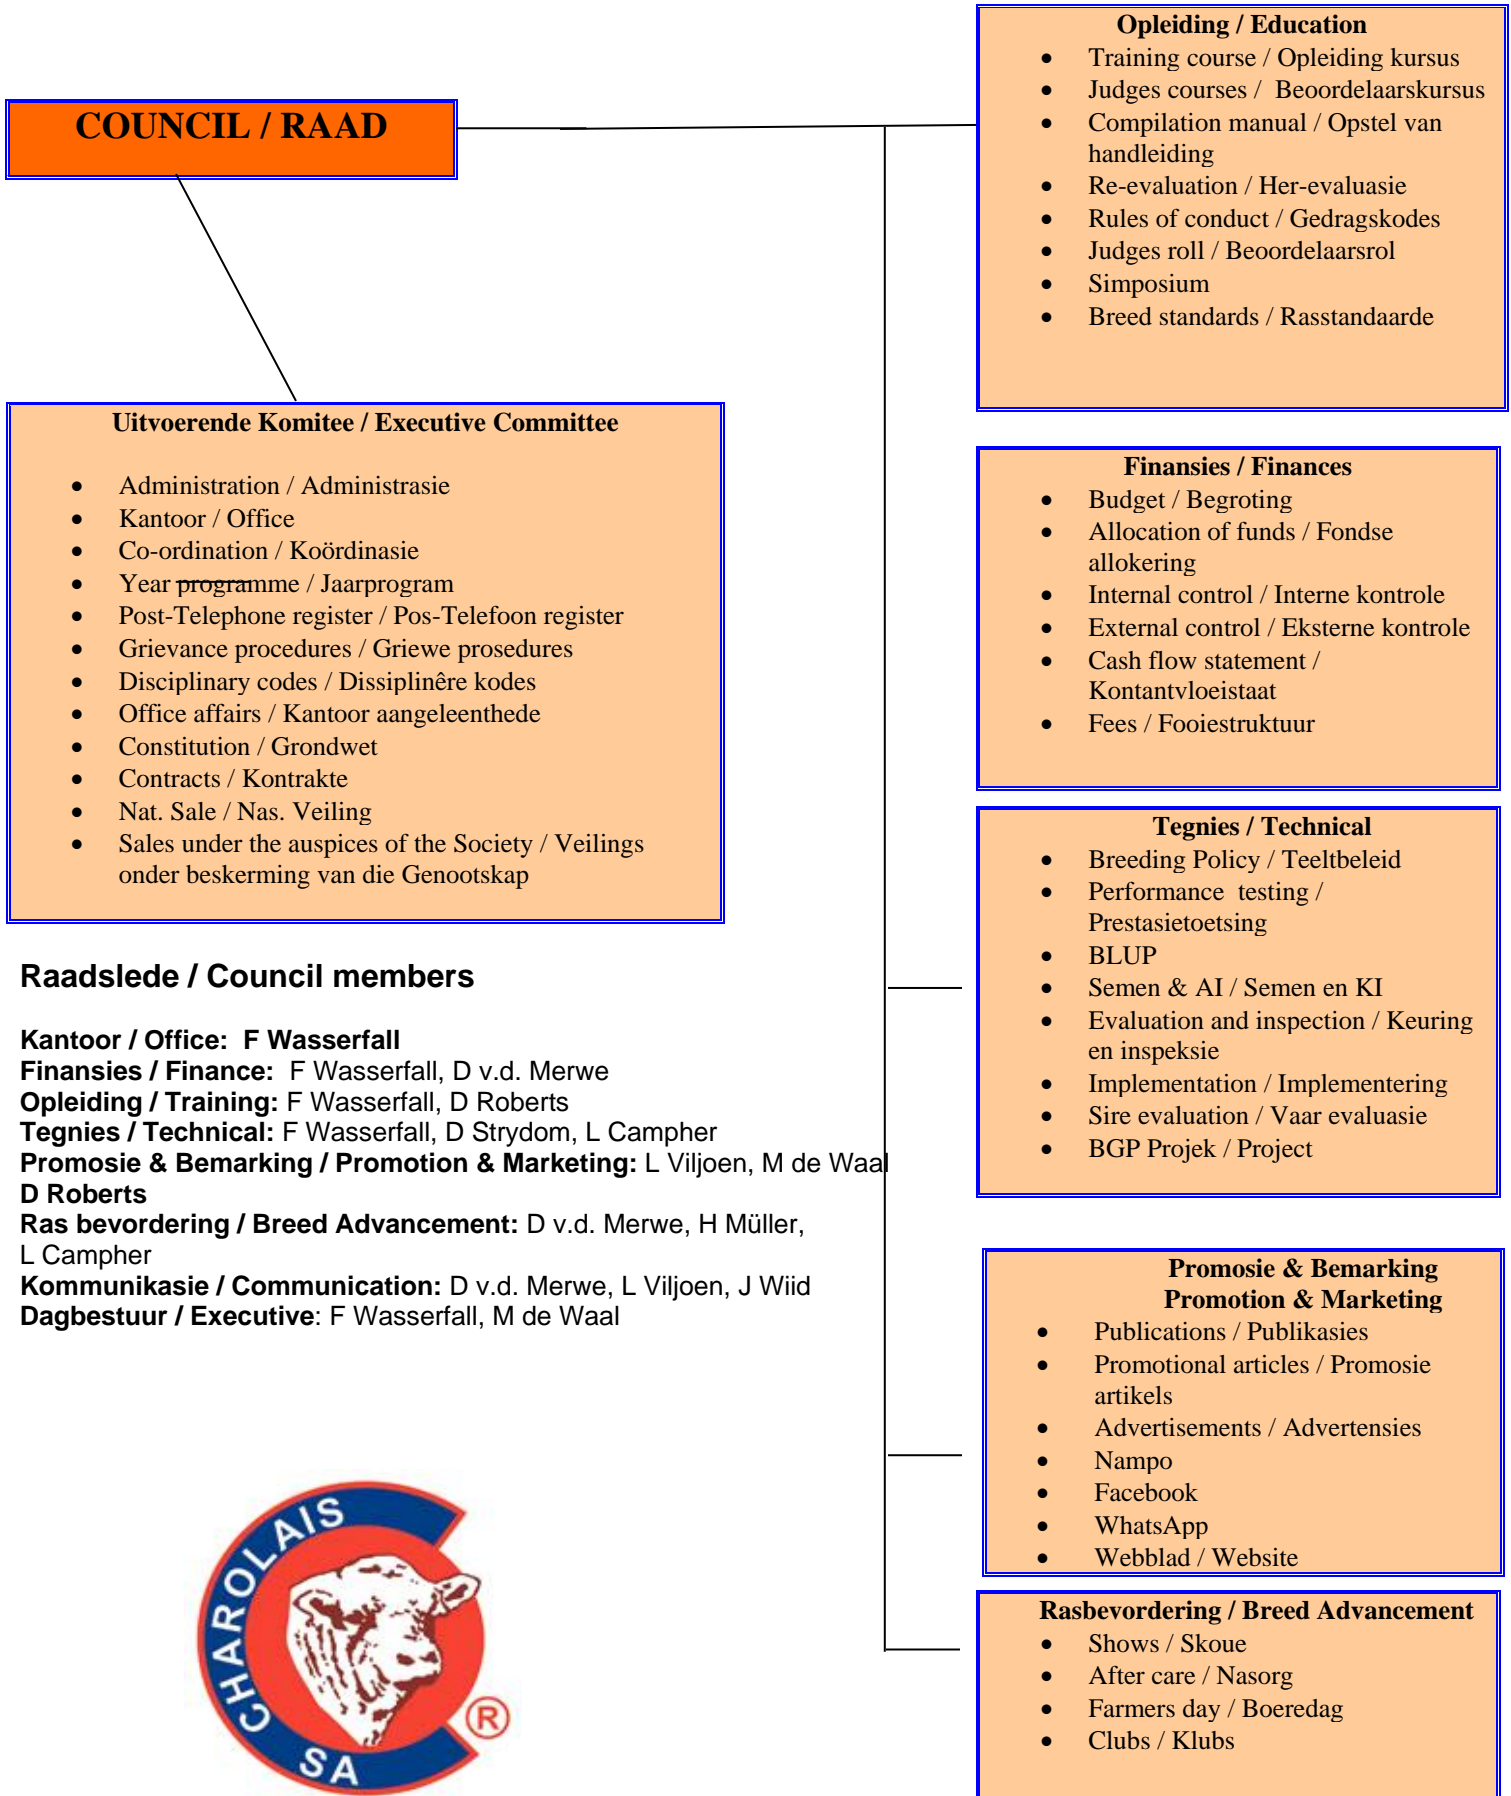 COUNCIL / RAAD
Uitvoerende Komitee / Executive Committee
• Administration / Administrasie
• Kantoor / Office
• Co-ordination / Koördinasie
• Year programme / Jaarprogram
• Post-Telephone register / Pos-Telefoon register
• Grievance procedures / Griewe prosedures
• Disciplinary codes / Dissiplinêre kodes
• Office affairs / Kantoor aangeleenthede
• Constitution / Grondwet
• Contracts / Kontrakte
• Nat. Sale / Nas. Veiling
• Sales under the auspices of the Society / Veilings
onder beskerming van die Genootskap
Raadslede / Council members
Kantoor / Office: F Wasserfall
Finansies / Finance: F Wasserfall, D v.d. Merwe
Opleiding / Training: F Wasserfall, D Roberts
Tegnies / Technical: F Wasserfall, D Strydom, L Campher
Promosie & Bemarking / Promotion & Marketing: L Viljoen, M de Waal
D Roberts
Ras bevordering / Breed Advancement: D v.d. Merwe, H Müller,
L Campher
Kommunikasie / Communication: D v.d. Merwe, L Viljoen, J Wiid
Dagbestuur / Executive: F Wasserfall, M de Waal
CHAROLAIS
SA
®
Opleiding / Education
• Training course / Opleiding kursus
• Judges courses / Beoordelaarskursus
• Compilation manual / Opstel van
handleiding
• Re-evaluation / Her-evaluasie
• Rules of conduct / Gedragskodes
• Judges roll / Beoordelaarsrol
• Simposium
• Breed standards / Rasstandaarde
Finansies / Finances
• Budget / Begroting
• Allocation of funds / Fondse
allokering
• Internal control / Interne kontrole
• External control / Eksterne kontrole
• Cash flow statement /
Kontantvloeistaat
• Fees / Fooiestruktuur
Tegnies / Technical
• Breeding Policy / Teeltbeleid
• Performance testing /
Prestasietoetsing
• BLUP
• Semen & AI / Semen en KI
• Evaluation and inspection / Keuring
en inspeksie
• Implementation / Implementering
• Sire evaluation / Vaar evaluasie
• BGP Projek / Project
Promosie & Bemarking
Promotion & Marketing
• Publications / Publikasies
• Promotional articles / Promosie
artikels
• Advertisements / Advertensies
• Nampo
• Facebook
• WhatsApp
• Webblad / Website
Rasbevordering / Breed Advancement
• Shows / Skoue
• After care / Nasorg
• Farmers day / Boeredag
• Clubs / Klubs